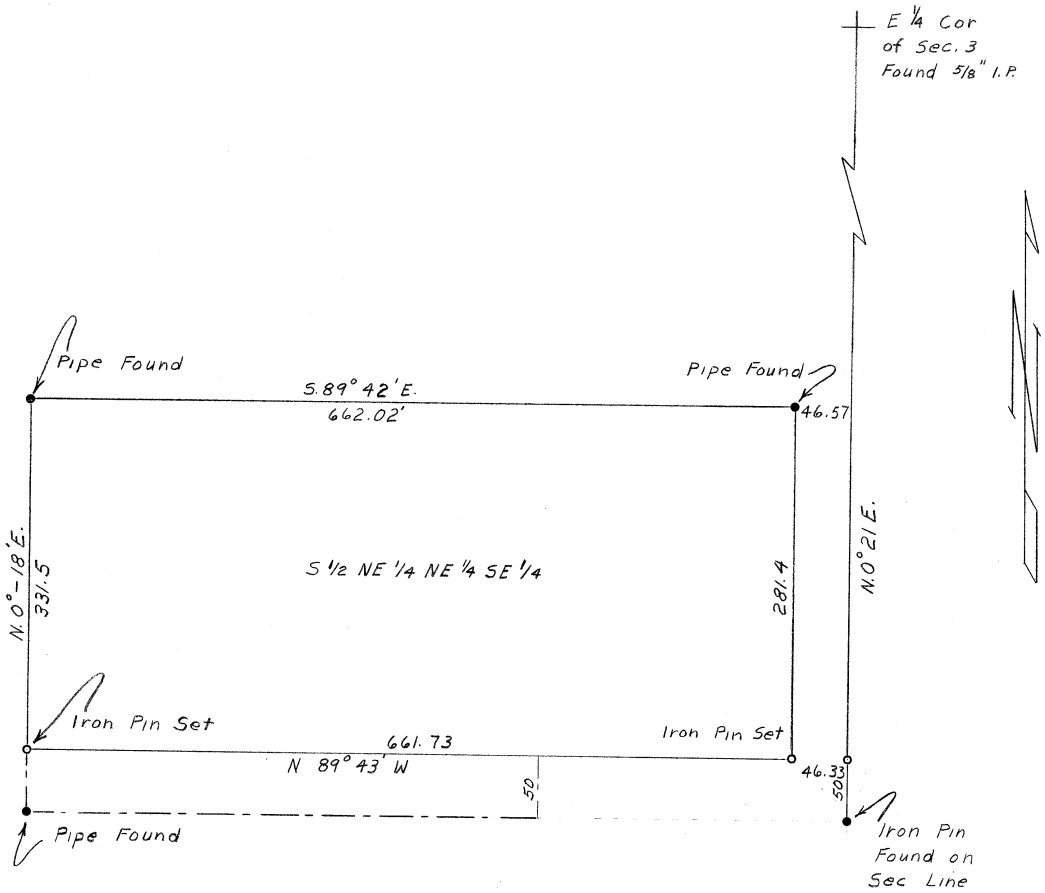 E 1/4 Cor
of Sec. 3
Found 5/8" I.P.
Pipe Found
Pipe Found
S. 89° 42' E.
662.02'
46.57
N. 0° - 18' E.
331.5
S 1/2 NE 1/4 NE 1/4 SE 1/4
281.4
N. 0° 21 E.
Iron Pin Set
Iron Pin Set
661.73
N 89° 43' W
46.33
50
50
Pipe Found
Iron Pin
Found on
Sec Line
N